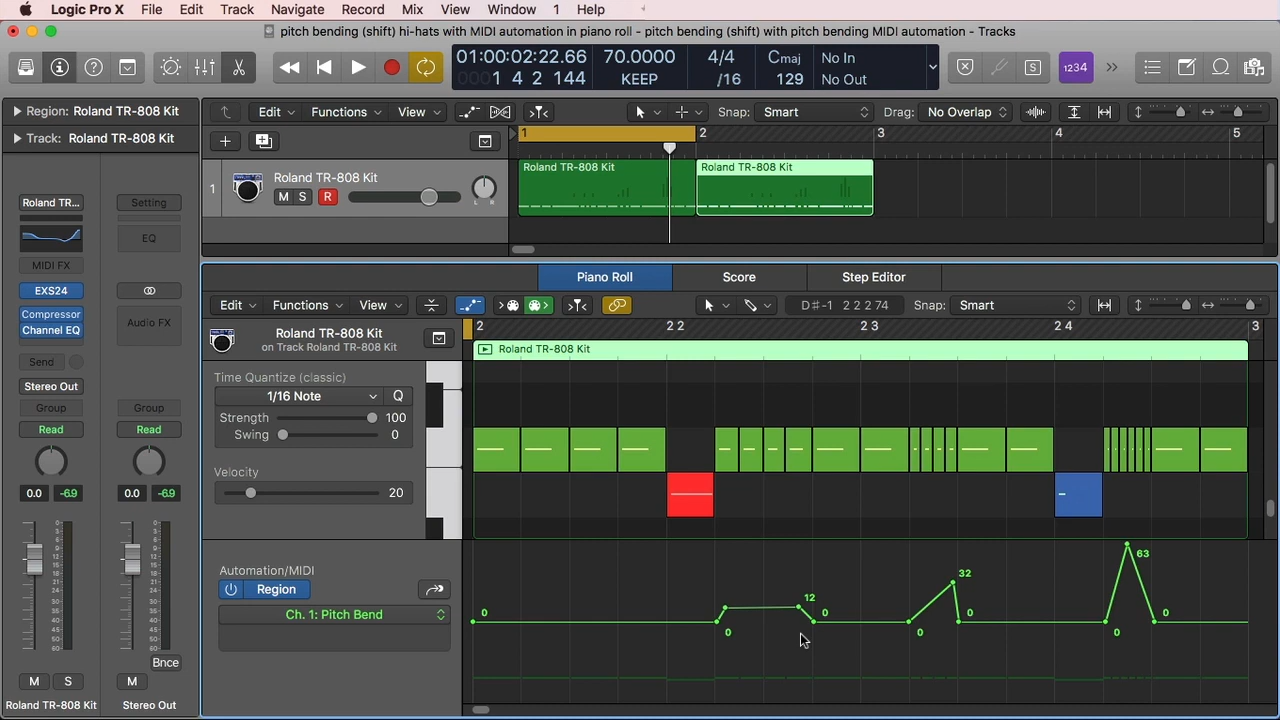 Logic Pro X File Edit Track Navigate Record Mix View Window 1 Help
pitch bending (shift) hi-hats with MIDI automation in piano roll - pitch bending (shift) with pitch bending MIDI automation - Tracks
01:00:02:22.66 70.0000 4/4 Cmaj No In
0001 4 2 144 KEEP /16 129 No Out
1234
S
Region: Roland TR-808 Kit
Track: Roland TR-808 Kit
Edit Functions View Snap: Smart Drag: No Overlap
1 2 3 4 5
1
Roland TR-808 Kit
M S R
L R
Roland TR-808 Kit Roland TR-808 Kit
Roland TR... Setting
EQ
MIDI FX
EXS24
Compressor
Channel EQ
Audio FX
Send
Stereo Out
Group Group
Read Read
0.0 -6.9 0.0 -6.9
Bnce
M S M
Roland TR-808 Kit Stereo Out
Piano Roll Score Step Editor
Edit Functions View D♯-1 2 2 2 74 Snap: Smart
Roland TR-808 Kit
on Track Roland TR-808 Kit
2 2 2 2 3 2 4 3
Roland TR-808 Kit
Time Quantize (classic)
1/16 Note Q
Strength 100
Swing 0
Velocity
20
Automation/MIDI
Region
Ch. 1: Pitch Bend
0 0 12 0 0 32 0 0 63 0